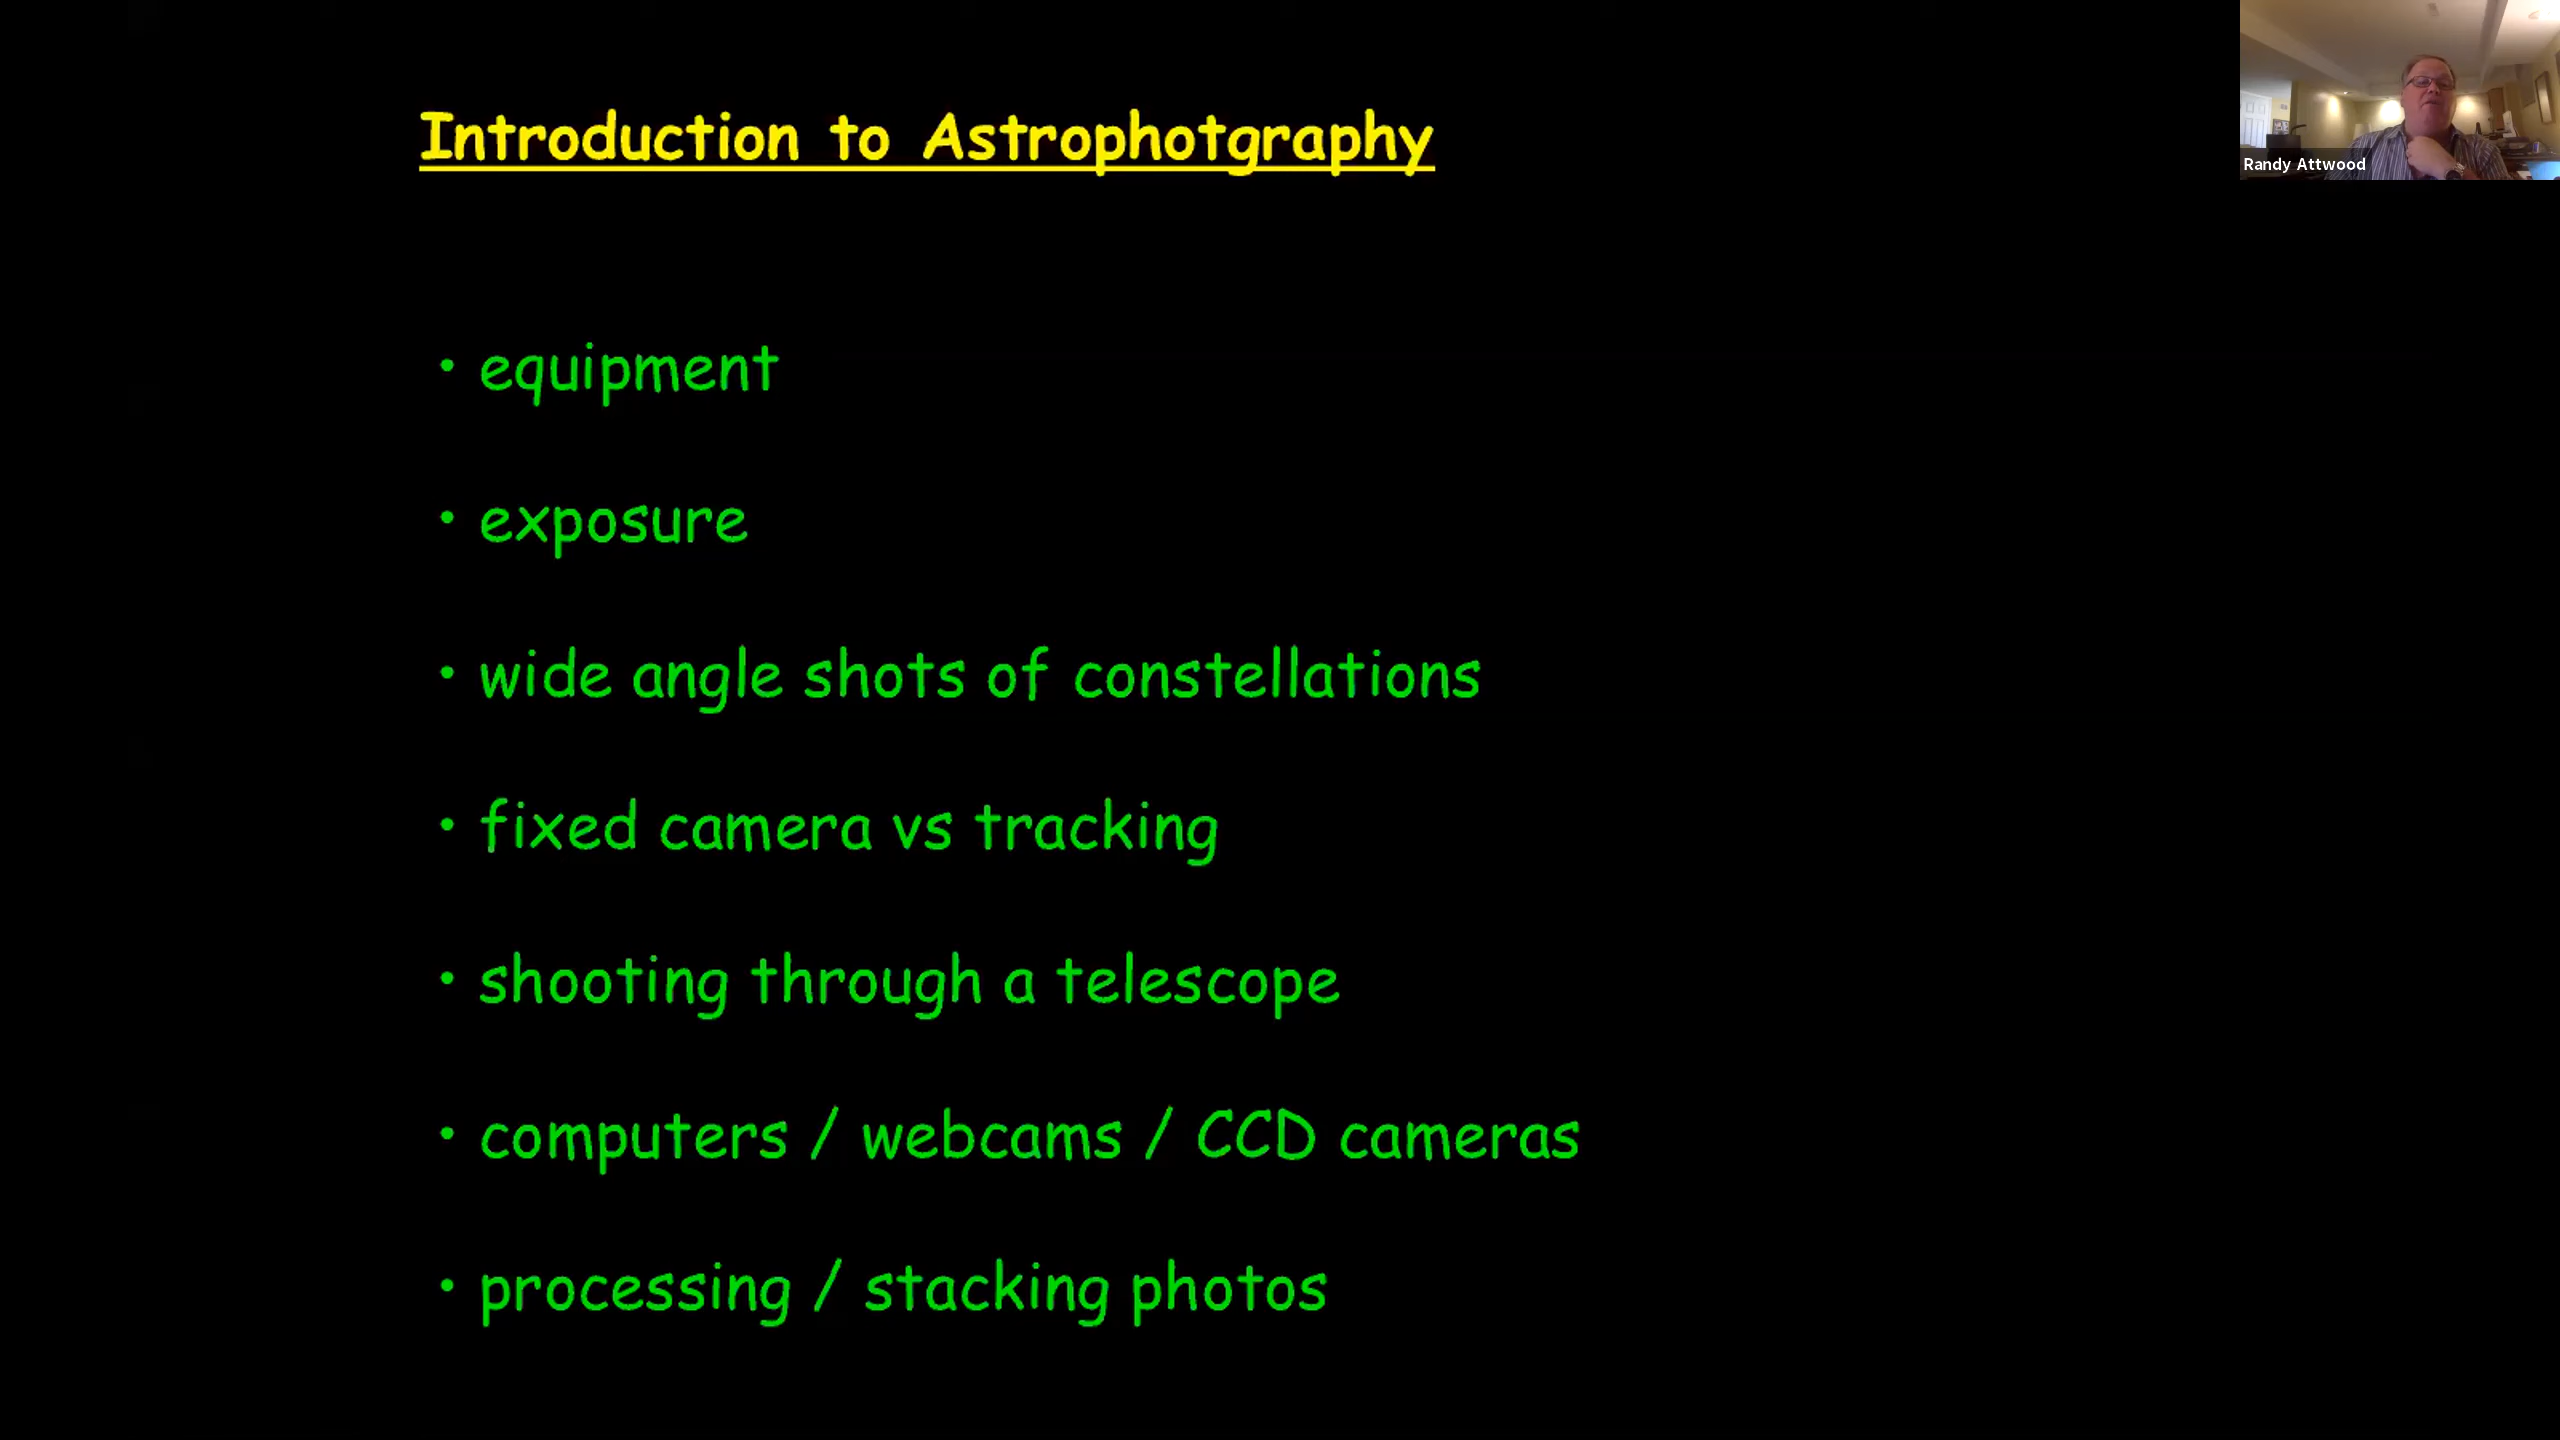 Introduction to Astrophotgraphy
Randy Attwood
• equipment
• exposure
• wide angle shots of constellations
• fixed camera vs tracking
• shooting through a telescope
• computers / webcams / CCD cameras
• processing / stacking photos